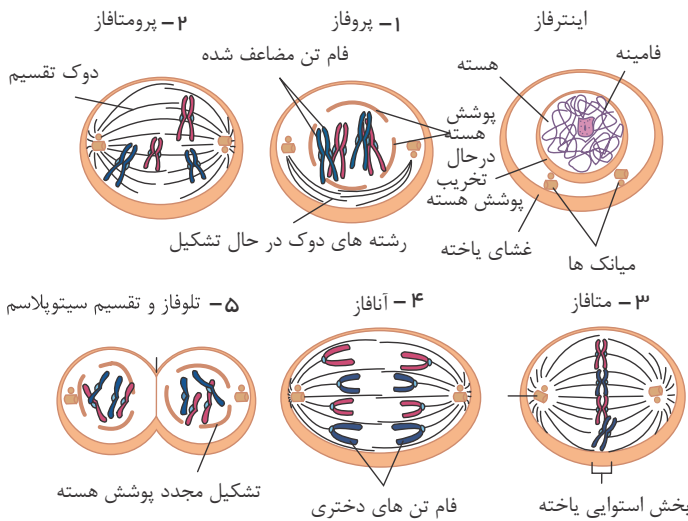 اینترفاز
۱- پروفاز
۲- پرومتافاز
فامینه
هسته
پوشش هسته
غشای یاخته
میانک ها
فام تن مضاعف شده
پوشش
هسته
درحال
تخریب
رشته های دوک در حال تشکیل
دوک تقسیم
۳- متافاز
۴- آنافاز
۵- تلوفاز و تقسیم سیتوپلاسم
بخش استوایی یاخته
فام تن های دختری
تشکیل مجدد پوشش هسته